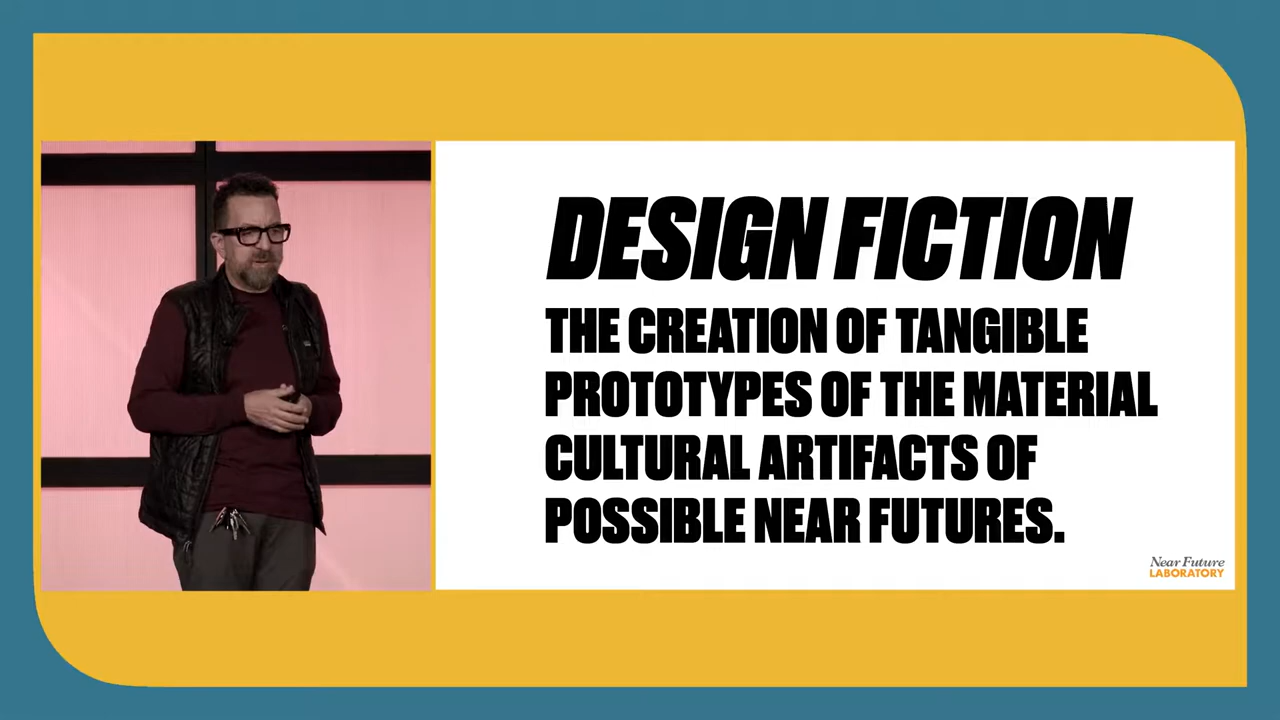 DESIGN FICTION
THE CREATION OF TANGIBLE
PROTOTYPES OF THE MATERIAL
CULTURAL ARTIFACTS OF
POSSIBLE NEAR FUTURES.
Near Future
LABORATORY